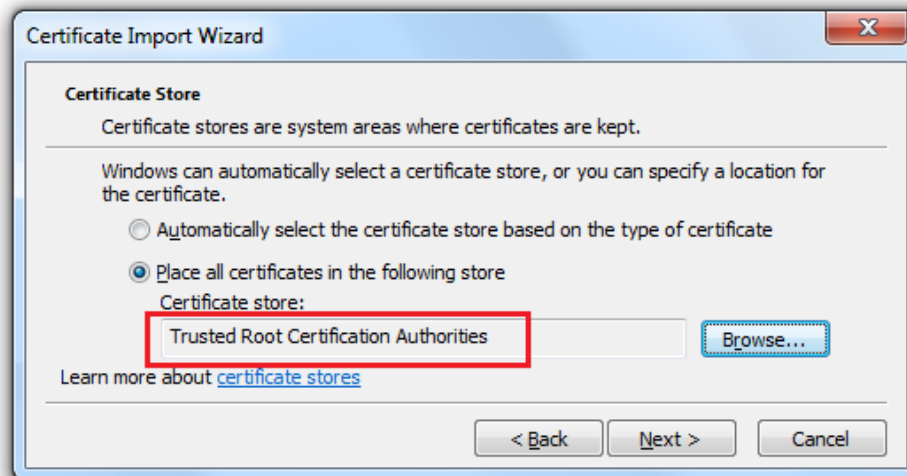 Certificate Import Wizard
Certificate Store
Certificate stores are system areas where certificates are kept.
Windows can automatically select a certificate store, or you can specify a location for
the certificate.
Automatically select the certificate store based on the type of certificate
Place all certificates in the following store
Certificate store:
Trusted Root Certification Authorities
Browse...
Learn more about certificate stores
< Back
Next >
Cancel